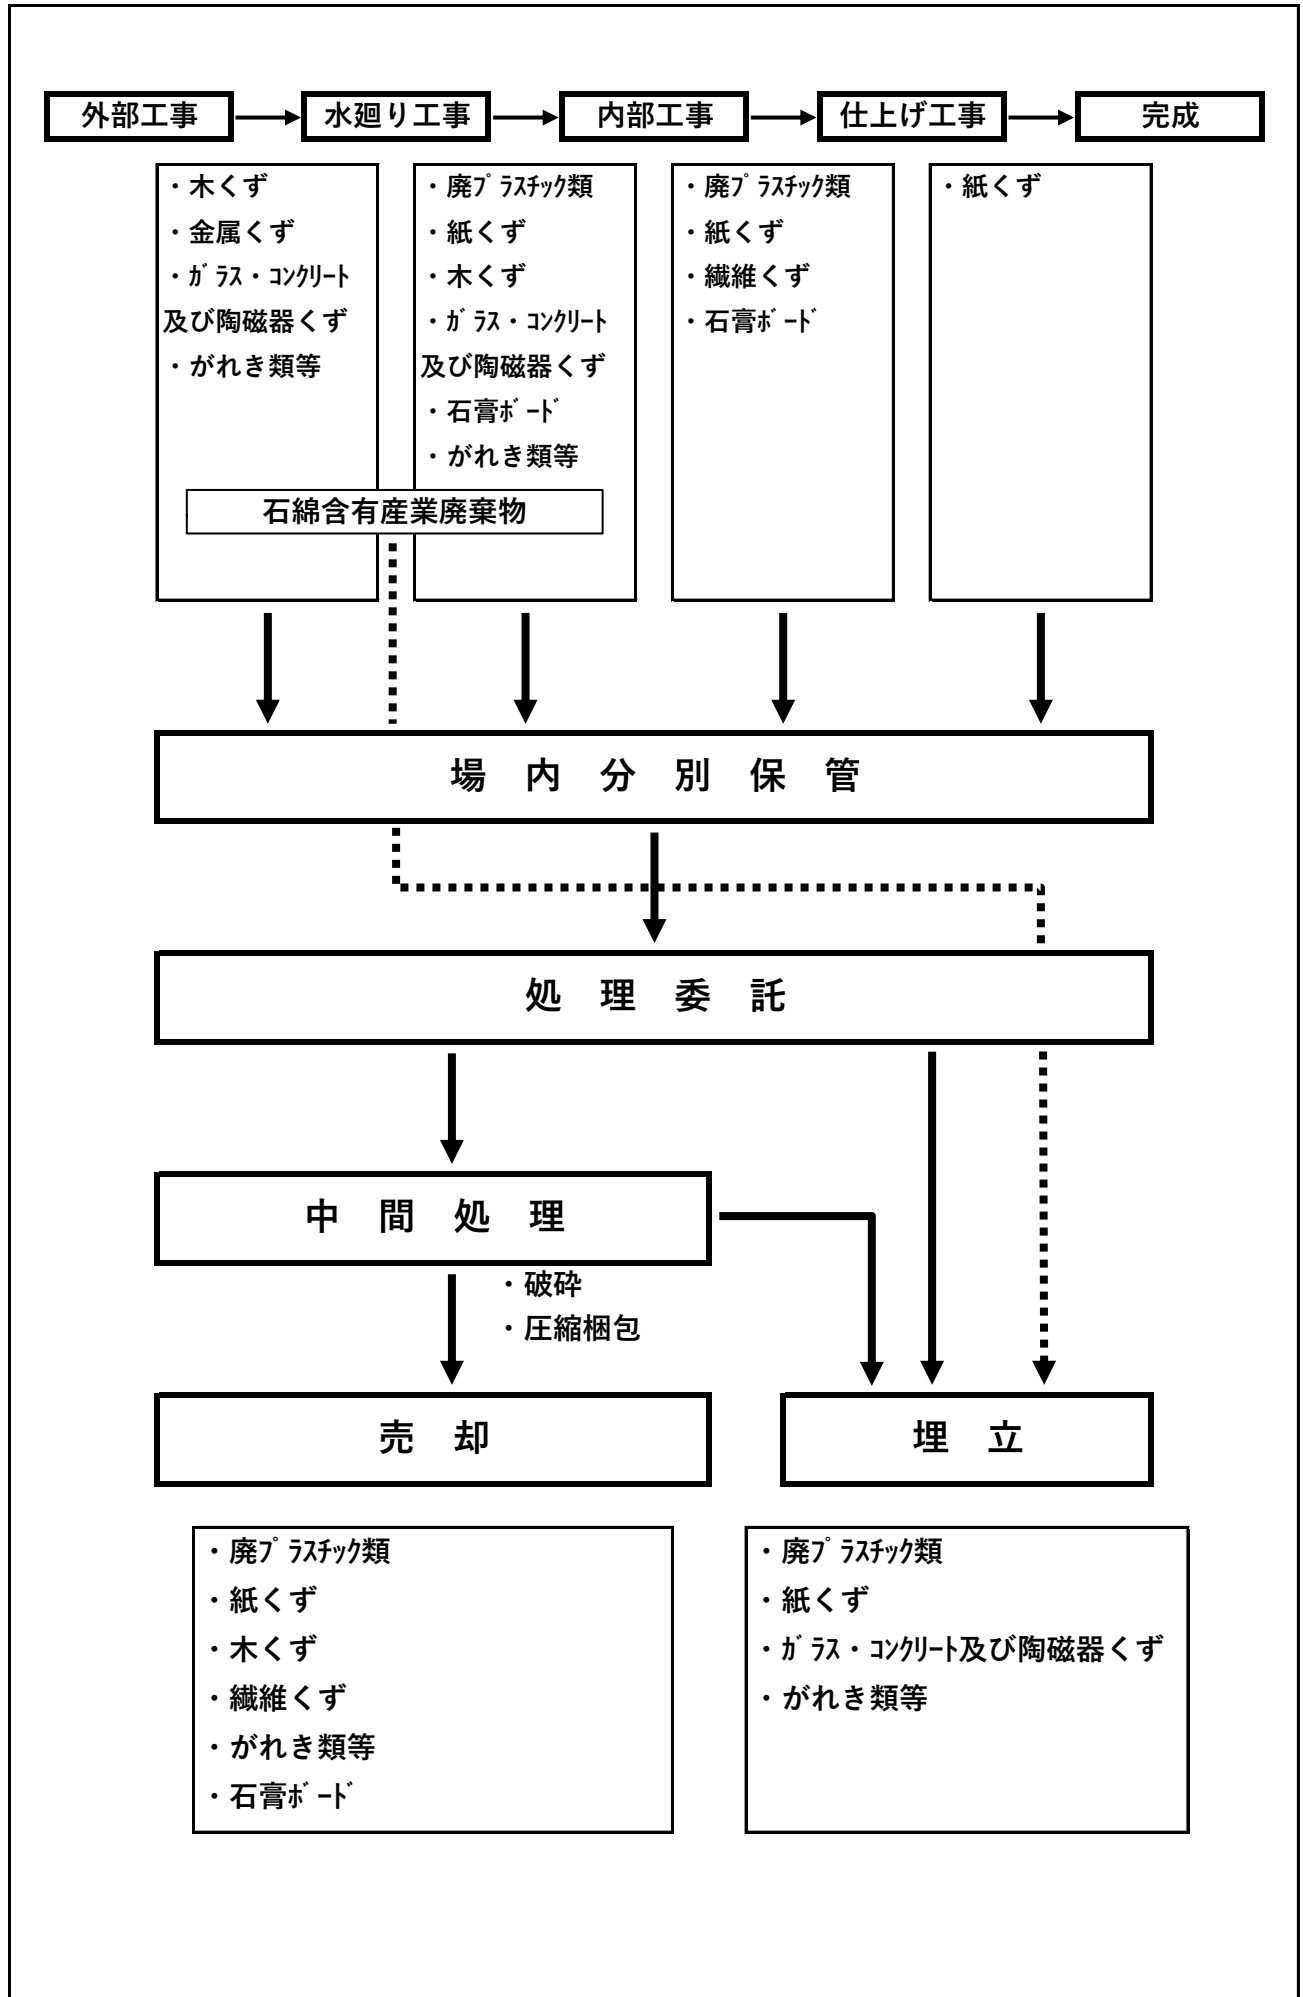 外部工事
水廻り工事
内部工事
仕上げ工事
完成
・木くず
・金属くず
・ｶﾞﾗｽ・ｺﾝｸﾘｰﾄ
及び陶磁器くず
・がれき類等
・廃ﾌﾟﾗｽﾁｯｸ類
・紙くず
・木くず
・ｶﾞﾗｽ・ｺﾝｸﾘｰﾄ
及び陶磁器くず
・石膏ﾎﾞｰﾄﾞ
・がれき類等
・廃ﾌﾟﾗｽﾁｯｸ類
・紙くず
・繊維くず
・石膏ﾎﾞｰﾄﾞ
・紙くず
石綿含有産業廃棄物
場　内　分　別　保　管
処　理　委　託
中　間　処　理
・破砕
・圧縮梱包
売　却
埋　立
・廃ﾌﾟﾗｽﾁｯｸ類
・紙くず
・木くず
・繊維くず
・がれき類等
・石膏ﾎﾞｰﾄﾞ
・廃ﾌﾟﾗｽﾁｯｸ類
・紙くず
・ｶﾞﾗｽ・ｺﾝｸﾘｰﾄ及び陶磁器くず
・がれき類等